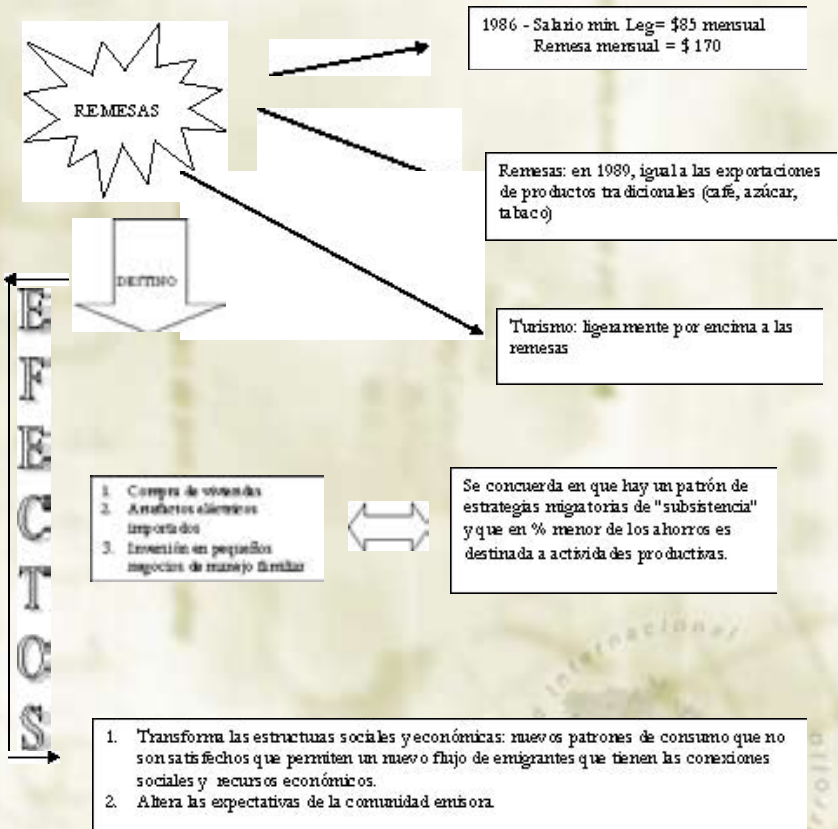 1986 - Salario min. Leg= $85 mensual
Remesa mensual = $ 170
REMESAS
Remesas: en 1989, igual a las exportaciones
de productos tradicionales (café, azúcar,
tabaco)
DESTINO
Turismo: ligeramente por encima a las
remesas
EFECTOS
1. Compra de viviendas
2. Artefactos eléctricos
importados
3. Inversión en pequeños
negocios de manejo familiar
Se concuerda en que hay un patrón de
estrategias migratorias de "subsistencia"
y que en % menor de los ahorros es
destinada a actividades productivas.
internacional
1. Transforma las estructuras sociales y económicas: nuevos patrones de consumo que no
son satisfechos que permiten un nuevo flujo de emigrantes que tienen las conexiones
sociales y recursos económicos.
2. Altera las expectativas de la comunidad emisora